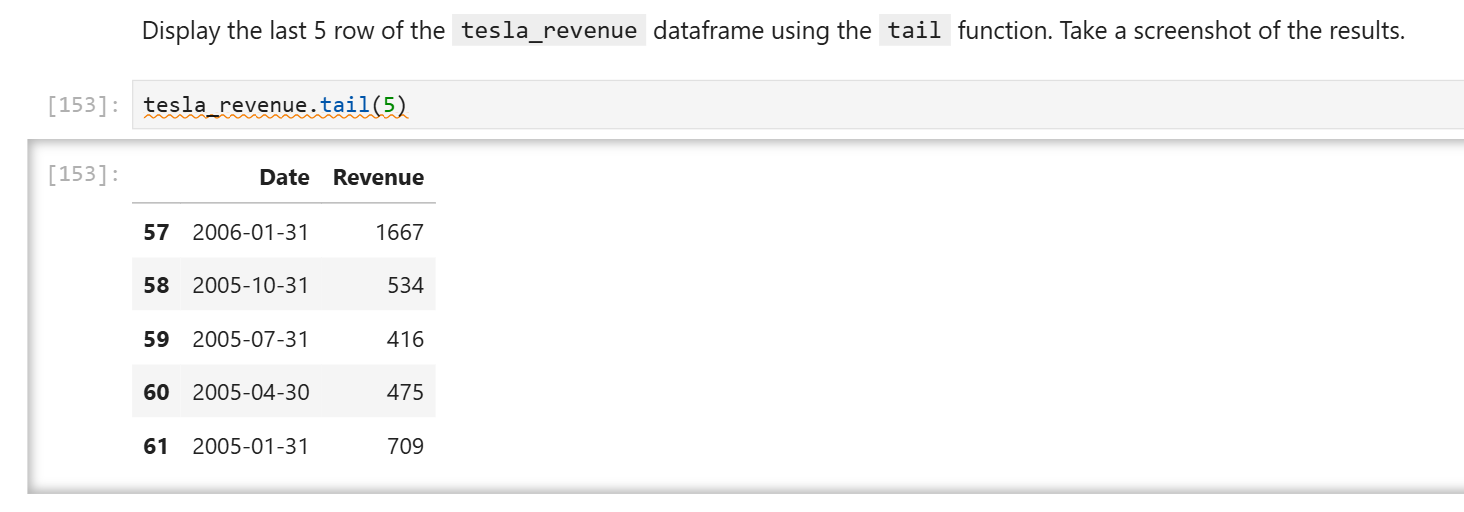 Display the last 5 row of the tesla_revenue dataframe using the tail function. Take a screenshot of the results.
[153]: tesla_revenue.tail(5)
[153]: Date Revenue
57 2006-01-31 1667
58 2005-10-31 534
59 2005-07-31 416
60 2005-04-30 475
61 2005-01-31 709